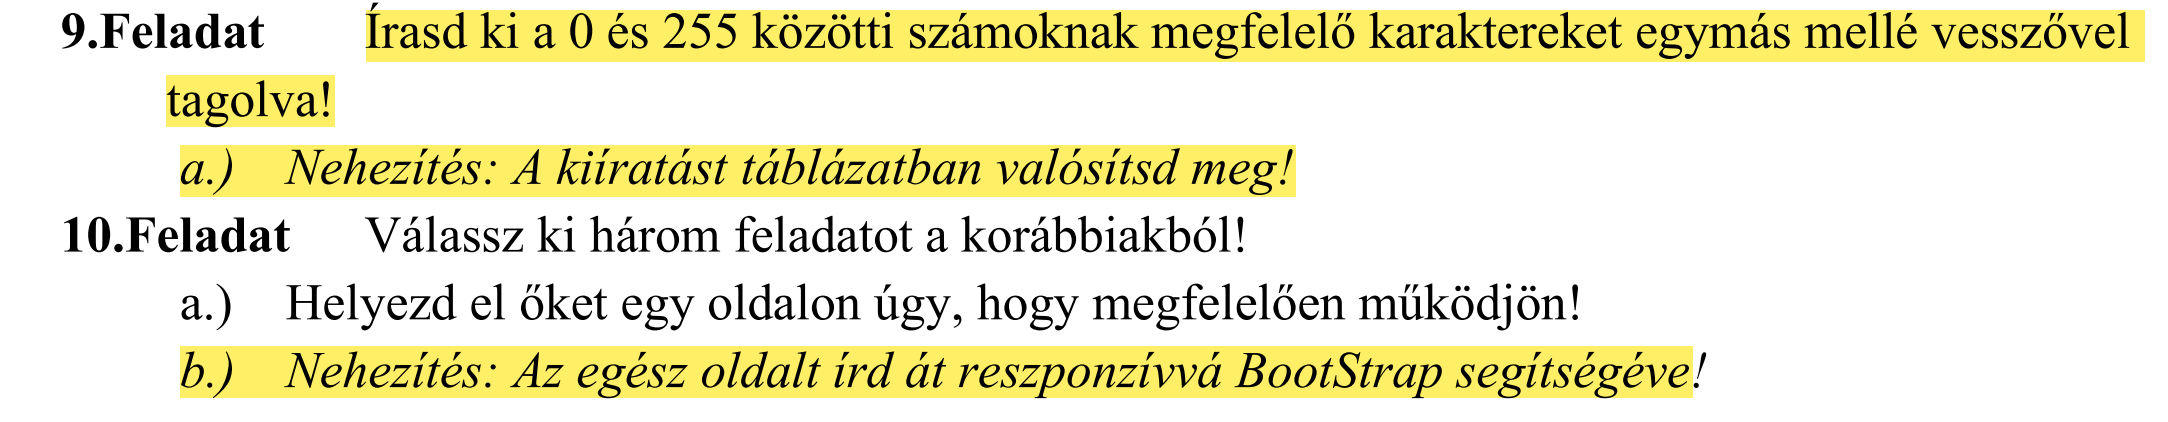 9.Feladat Írasd ki a 0 és 255 közötti számoknak megfelelő karaktereket egymás mellé vesszővel
tagolva!
a.) Nehezítés: A kiíratást táblázatban valósítsd meg!
10.Feladat Válassz ki három feladatot a korábbiakból!
a.) Helyezd el őket egy oldalon úgy, hogy megfelelően működjön!
b.) Nehezítés: Az egész oldalt írd át reszponzívvá BootStrap segítségéve!